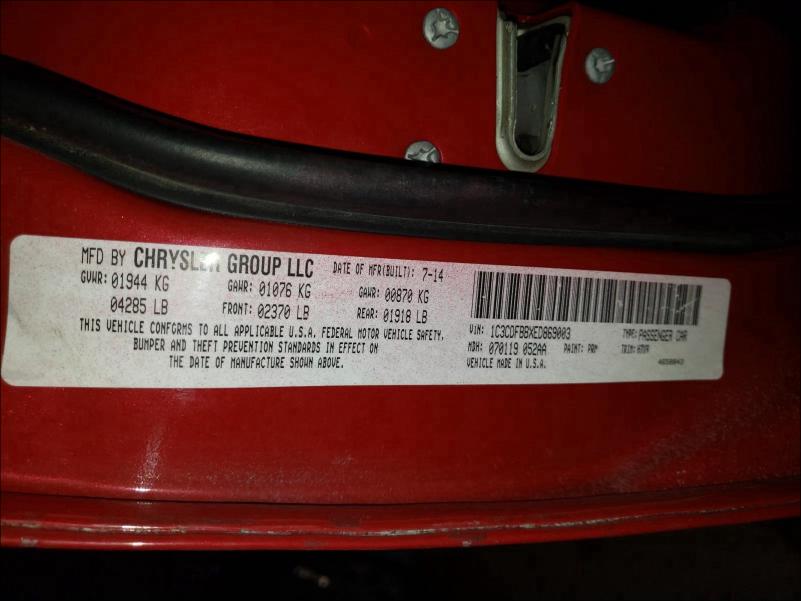 MFD BY CHRYSLER GROUP LLC DATE OF MFR(BUILT): 7-14
GVWR: 01944 KG GAWR: 01076 KG GAWR: 00870 KG
04285 LB FRONT: 02370 LB REAR: 01918 LB
THIS VEHICLE CONFORMS TO ALL APPLICABLE U.S.A. FEDERAL MOTOR VEHICLE SAFETY,
BUMPER AND THEFT PREVENTION STANDARDS IN EFFECT ON
THE DATE OF MANUFACTURE SHOWN ABOVE.
VIN: 1C3CDFBBXED869003 TYPE: PASSENGER CAR
MDH: 070119 052AA PAINT: PRM TRIM:
VEHICLE MADE IN U.S.A.